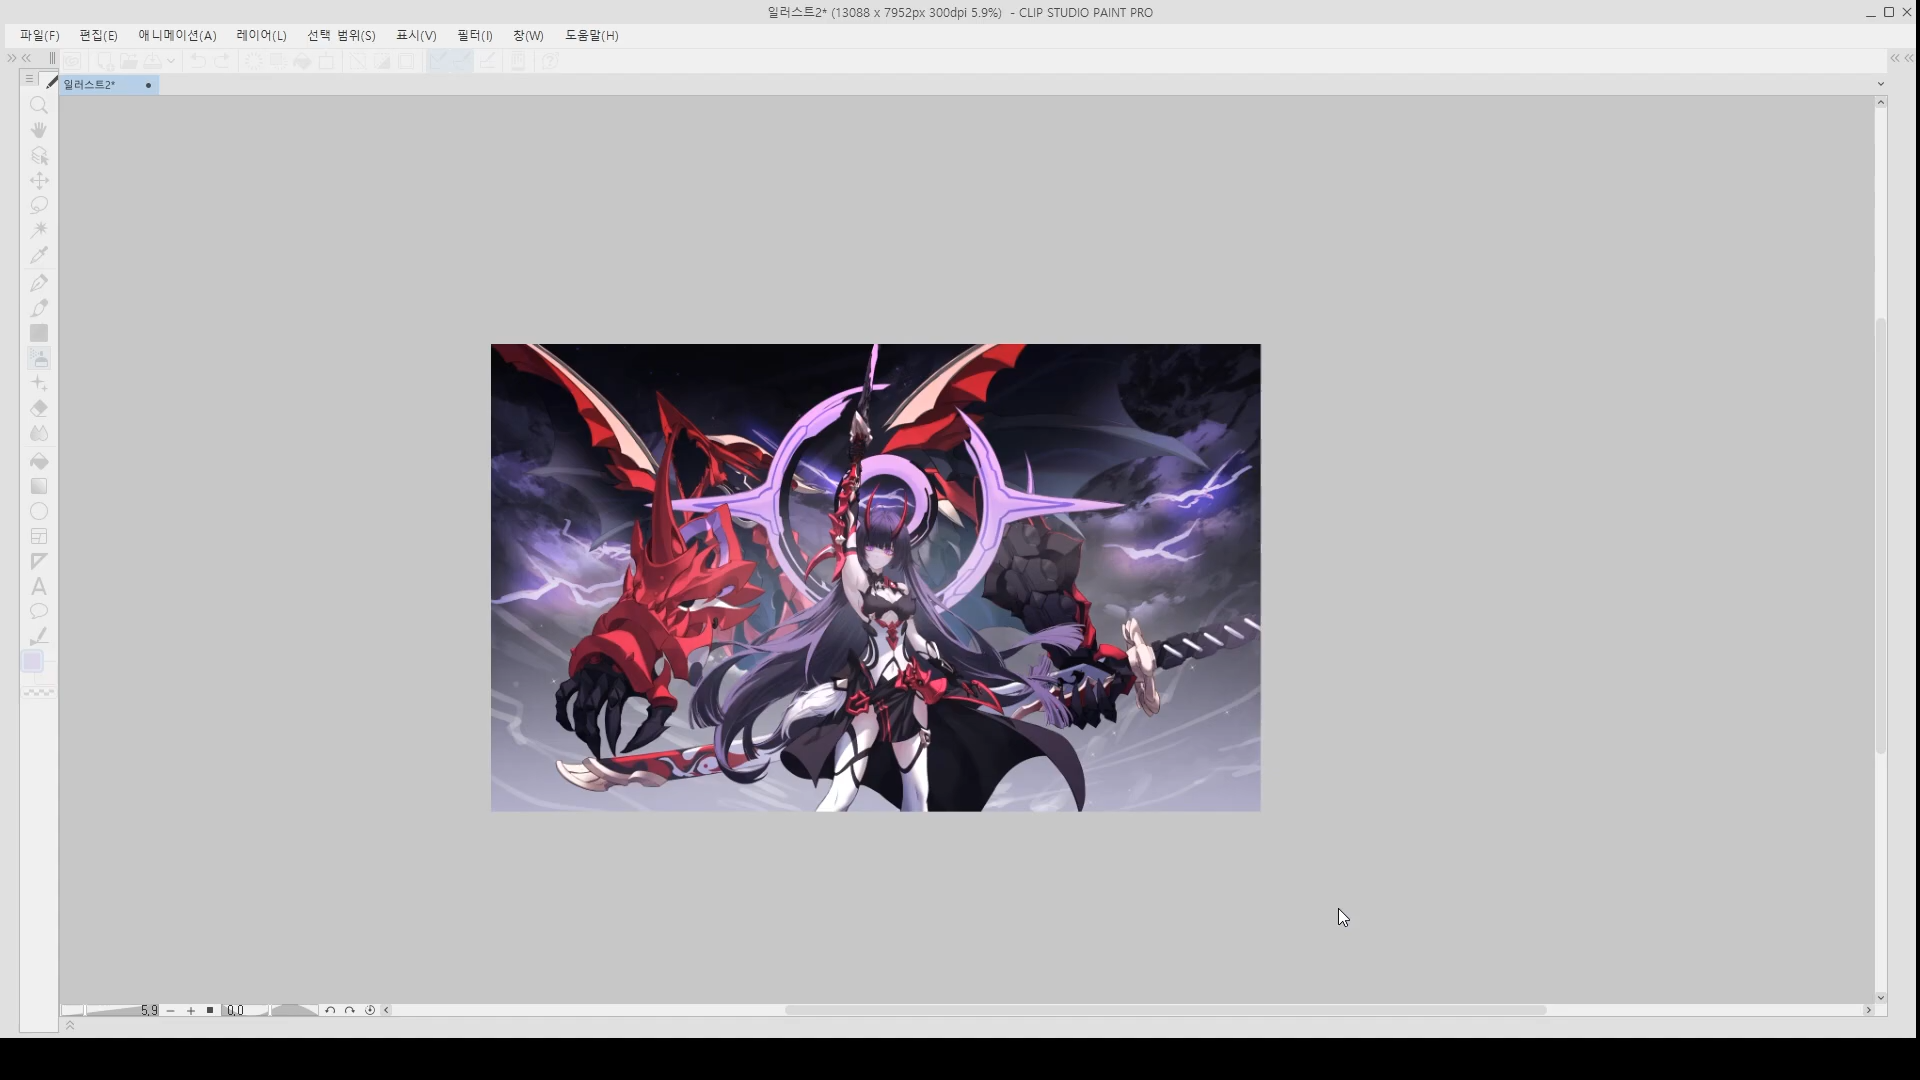 일러스트2* (13088 x 7952px 300dpi 5.9%) - CLIP STUDIO PAINT PRO
파일(F) 편집(E) 애니메이션(A) 레이어(L) 선택 범위(S) 표시(V) 필터(I) 창(W) 도움말(H)
일러스트2*
A
5.9
0.0